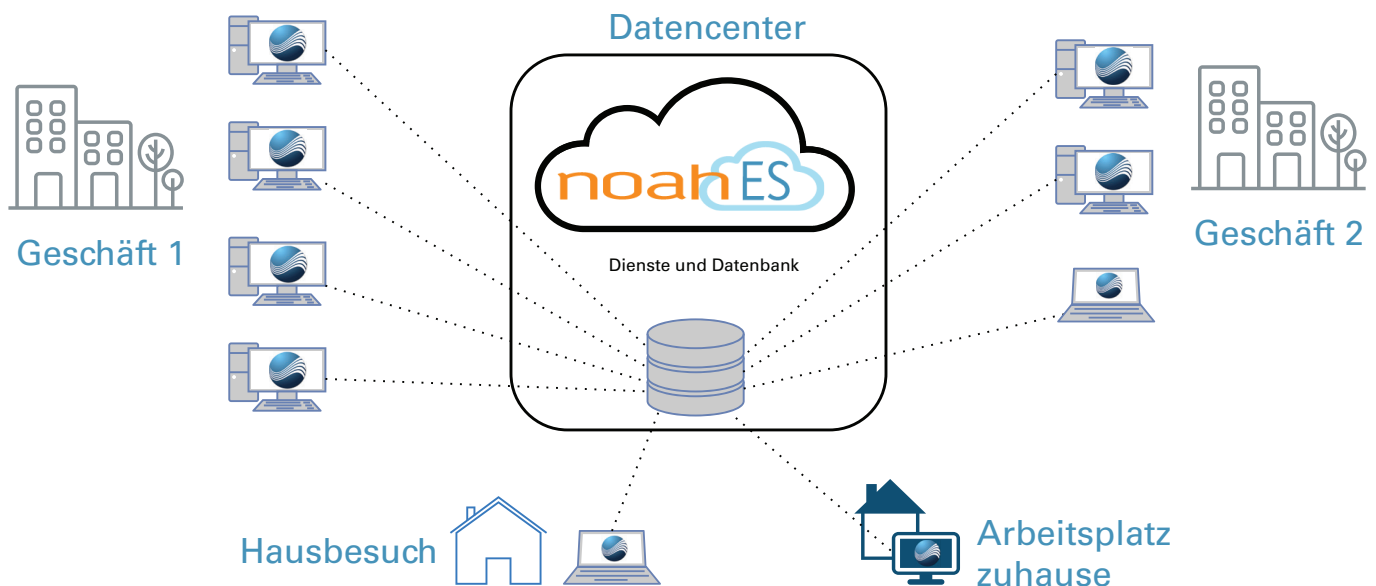 Datencenter
noah ES
Dienste und Datenbank
Geschäft 1
Geschäft 2
Hausbesuch
Arbeitsplatz
zuhause